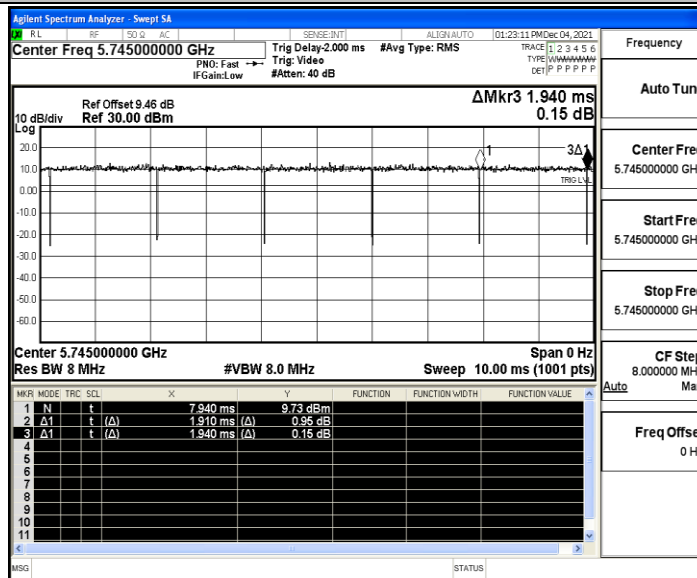 Agilent Spectrum Analyzer - Swept SA
RL RF 50 Ω AC SENSE:INT ALIGNAUTO 01:23:11 PMDec 04, 2021
Center Freq 5.745000000 GHz
PNO: Fast
IFGain:Low
Trig Delay-2.000 ms
Trig: Video
#Atten: 40 dB
#Avg Type: RMS
TRACE 1 2 3 4 5 6
TYPE WWWWWW
DET P P P P P P
Ref Offset 9.46 dB
10 dB/div Ref 30.00 dBm
Log
ΔMkr3 1.940 ms
0.15 dB
20.0
10.0
0.00
-10.0
-20.0
-30.0
-40.0
-50.0
-60.0
1
3Δ1
TRIG LVL
Center 5.745000000 GHz Span 0 Hz
Res BW 8 MHz #VBW 8.0 MHz Sweep 10.00 ms (1001 pts)
MKR MODE TRC SCL X Y FUNCTION FUNCTION WIDTH FUNCTION VALUE
1 N t 7.940 ms 9.73 dBm
2 Δ1 t (Δ) 1.910 ms (Δ) 0.95 dB
3 Δ1 t (Δ) 1.940 ms (Δ) 0.15 dB
4
5
6
7
8
9
10
11
MSG STATUS
Frequency
Auto Tun
Center Fre
5.745000000 GH
Start Fre
5.745000000 GH
Stop Fre
5.745000000 GH
CF Step
8.000000 MH
Auto Ma
Freq Offse
0 H